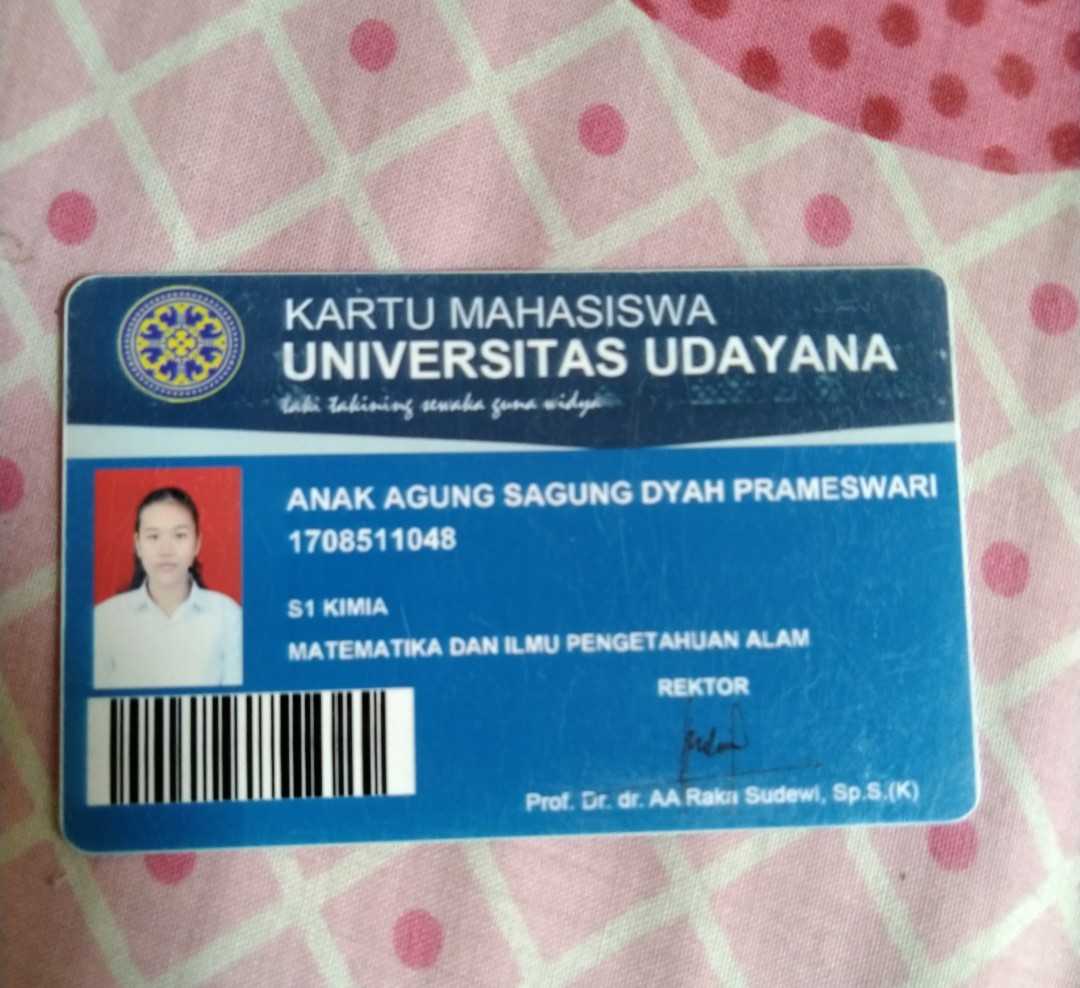 KARTU MAHASISWA
UNIVERSITAS UDAYANA
taki takining sewaka guna widya
ANAK AGUNG SAGUNG DYAH PRAMESWARI
1708511048
S1 KIMIA
MATEMATIKA DAN ILMU PENGETAHUAN ALAM
REKTOR
Prof. Dr. dr. AA Raka Sudewi, Sp.S.(K)